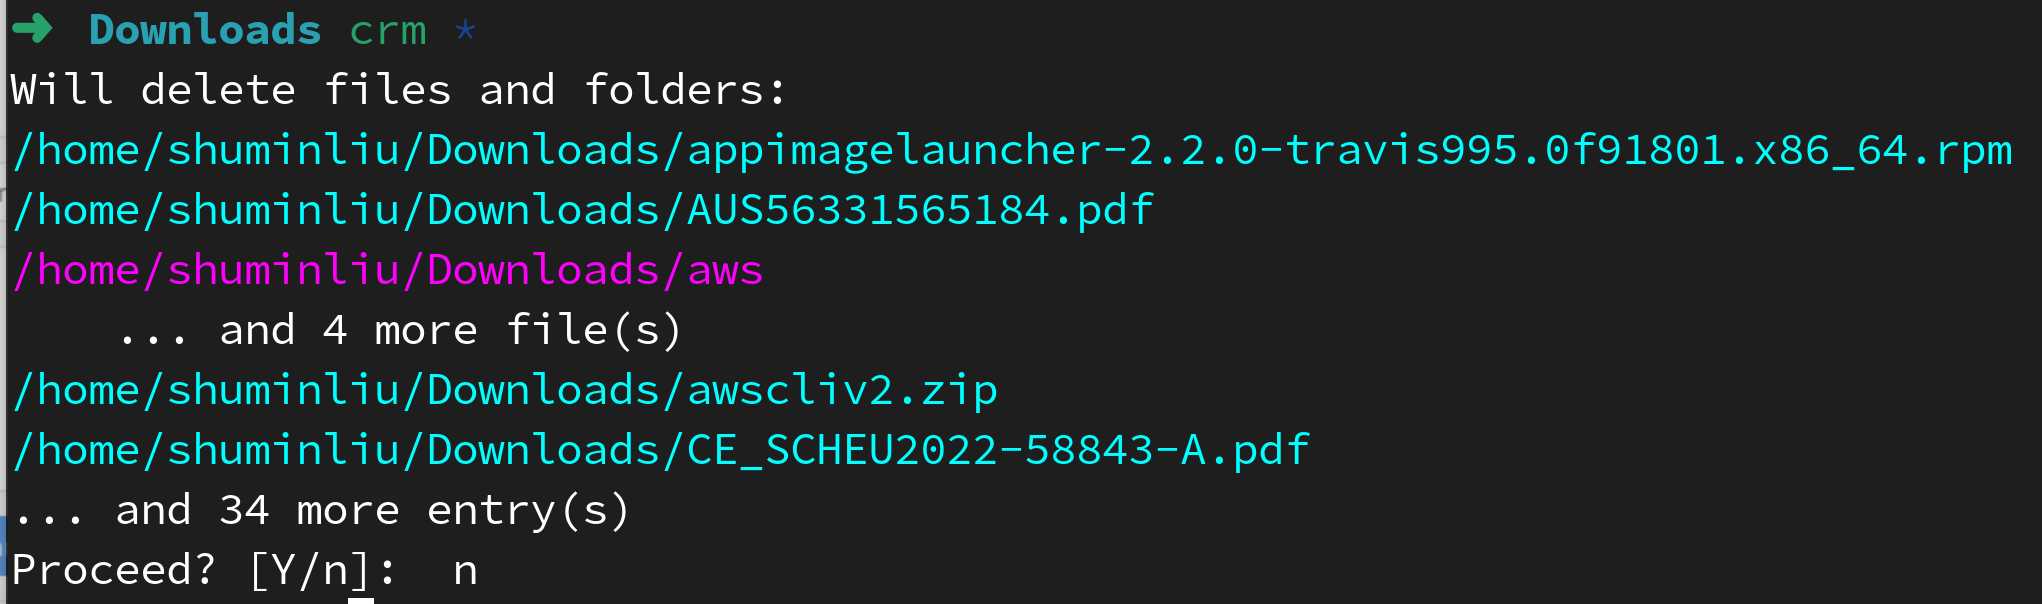 ➜ Downloads crm *
Will delete files and folders:
/home/shuminliu/Downloads/appimagelauncher-2.2.0-travis995.0f91801.x86_64.rpm
/home/shuminliu/Downloads/AUS56331565184.pdf
/home/shuminliu/Downloads/aws
... and 4 more file(s)
/home/shuminliu/Downloads/awscliv2.zip
/home/shuminliu/Downloads/CE_SCHEU2022-58843-A.pdf
... and 34 more entry(s)
Proceed? [Y/n]: n